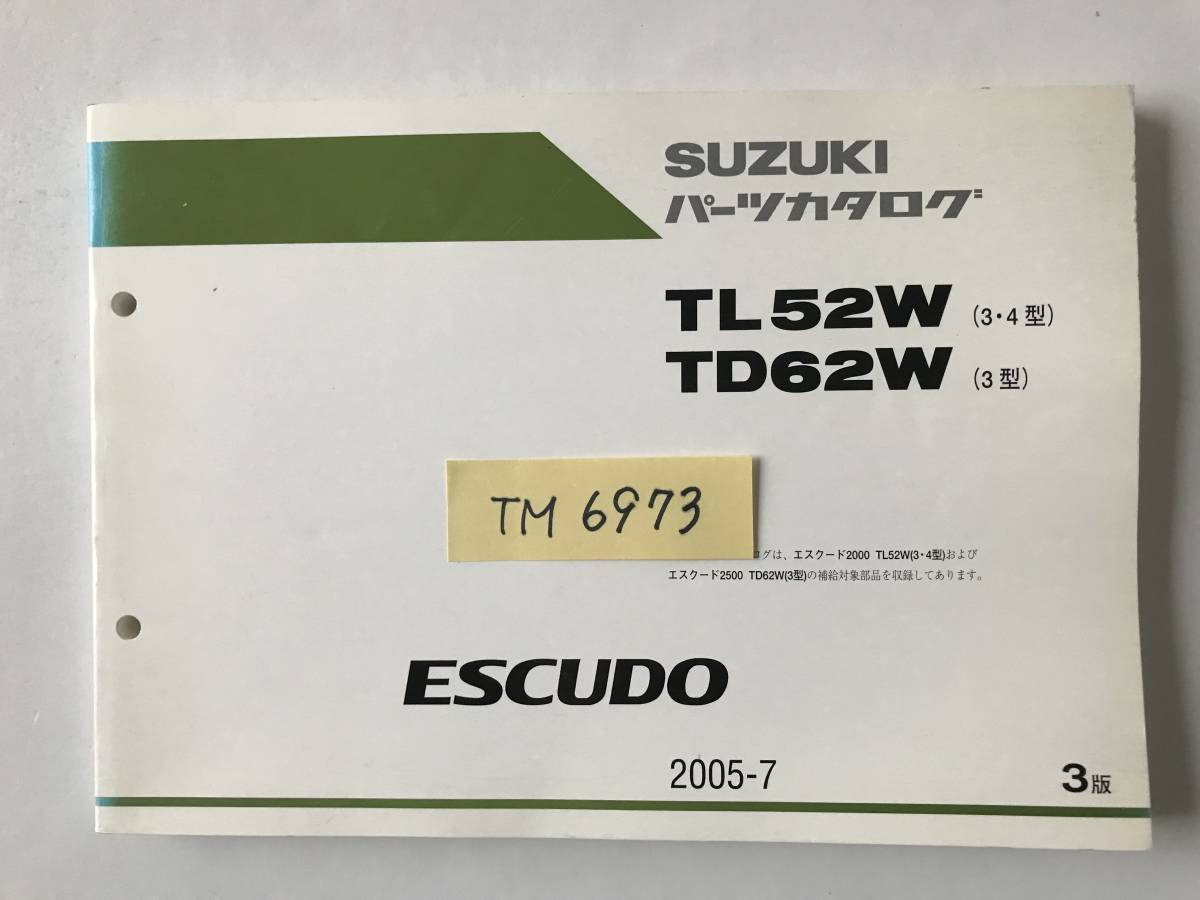 SUZUKI
パーツカタログ
TL52W (3・4型)
TD62W (3型)
TM 6973
ログは、エスクード2000 TL52W(3・4型)および
エスクード2500 TD62W(3型)の補給対象部品を収録してあります。
ESCUDO
2005-7
3版